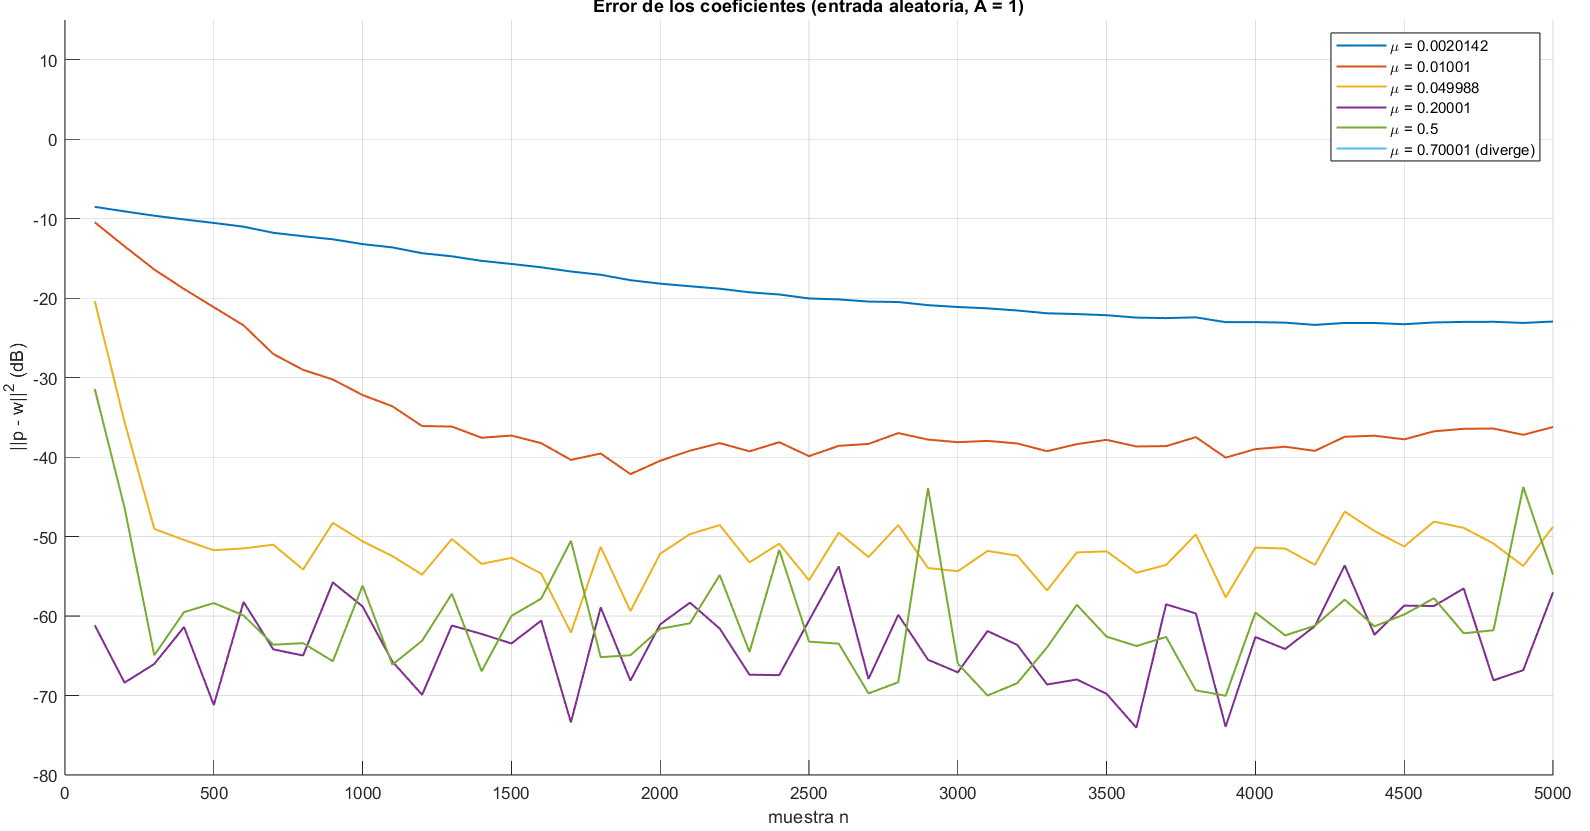 Error de los coeficientes (entrada aleatoria, A = 1)
μ = 0.0020142
μ = 0.01001
μ = 0.049988
μ = 0.20001
μ = 0.5
μ = 0.70001 (diverge)
||p - w||² (dB)
10
0
-10
-20
-30
-40
-50
-60
-70
-80
0 500 1000 1500 2000 2500 3000 3500 4000 4500 5000
muestra n